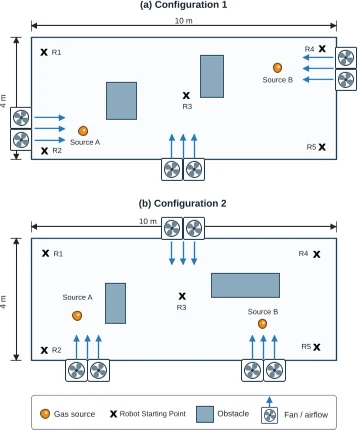 (a) Configuration 1
10 m
R1
R4
Source B
4 m
R3
Source A
R2
R5
(b) Configuration 2
10 m
R1
R4
4 m
Source A
R3
Source B
R2
R5
Gas source
Robot Starting Point
Obstacle
Fan / airflow